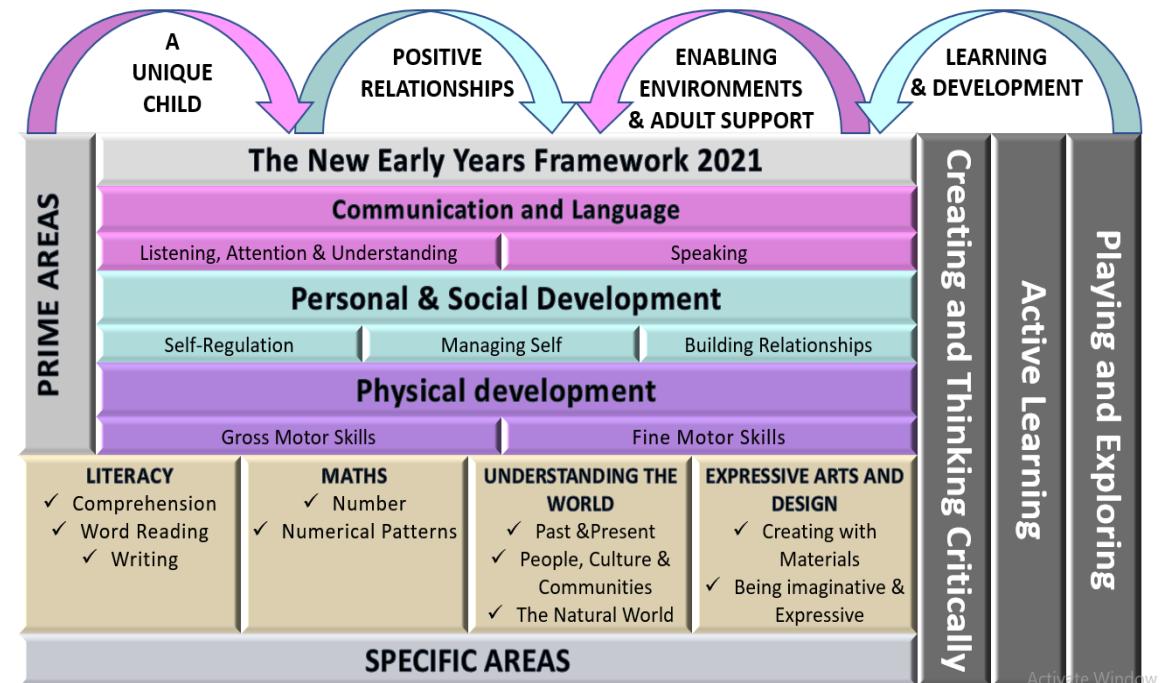 A
UNIQUE
CHILD
POSITIVE
RELATIONSHIPS
ENABLING
ENVIRONMENTS
& ADULT SUPPORT
LEARNING
& DEVELOPMENT
PRIME AREAS
The New Early Years Framework 2021
Communication and Language
Listening, Attention & Understanding
Speaking
Personal & Social Development
Self-Regulation
Managing Self
Building Relationships
Physical development
Gross Motor Skills
Fine Motor Skills
LITERACY
✓ Comprehension
✓ Word Reading
✓ Writing
MATHS
✓ Number
✓ Numerical Patterns
UNDERSTANDING THE
WORLD
✓ Past &Present
✓ People, Culture &
Communities
✓ The Natural World
EXPRESSIVE ARTS AND
DESIGN
✓ Creating with
Materials
✓ Being imaginative &
Expressive
SPECIFIC AREAS
Creating and Thinking Critically
Active Learning
Playing and Exploring
Activate Window